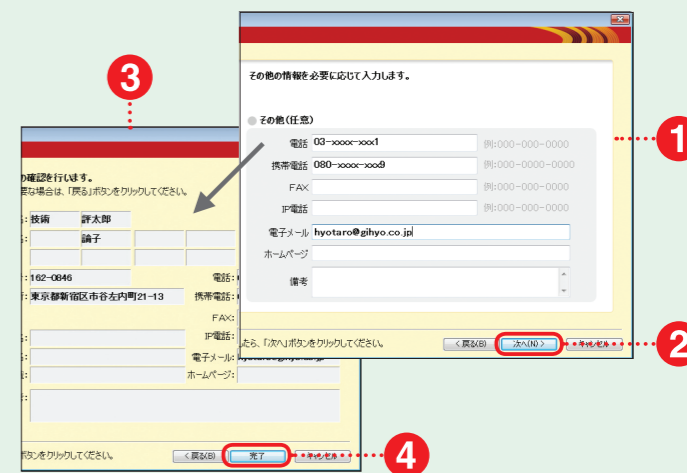 その他の情報を必要に応じて入力します。
その他(任意)
電話 03-xxxx-xxx1 例:000-000-0000
携帯電話 080-xxxx-xxx9 例:000-0000-0000
FAX 例:000-000-0000
IP電話 例:000-000-0000
電子メール hyotaro@gihyo.co.jp
ホームページ
備考
たら、「次へ」ボタンをクリックしてください。
<戻る(B) 次へ(N)> キャンセル
1
2
3
の確認を行います。
要な場合は、「戻る」ボタンをクリックしてください。
: 技術 評太郎
: 論子
: 162-0846 電話:
: 東京都新宿区市谷左内町21-13 携帯電話:
FAX:
IP電話:
電子メール:
ホームページ:
ボタンをクリックしてください。
<戻る(B) 完了 キャンセル
4